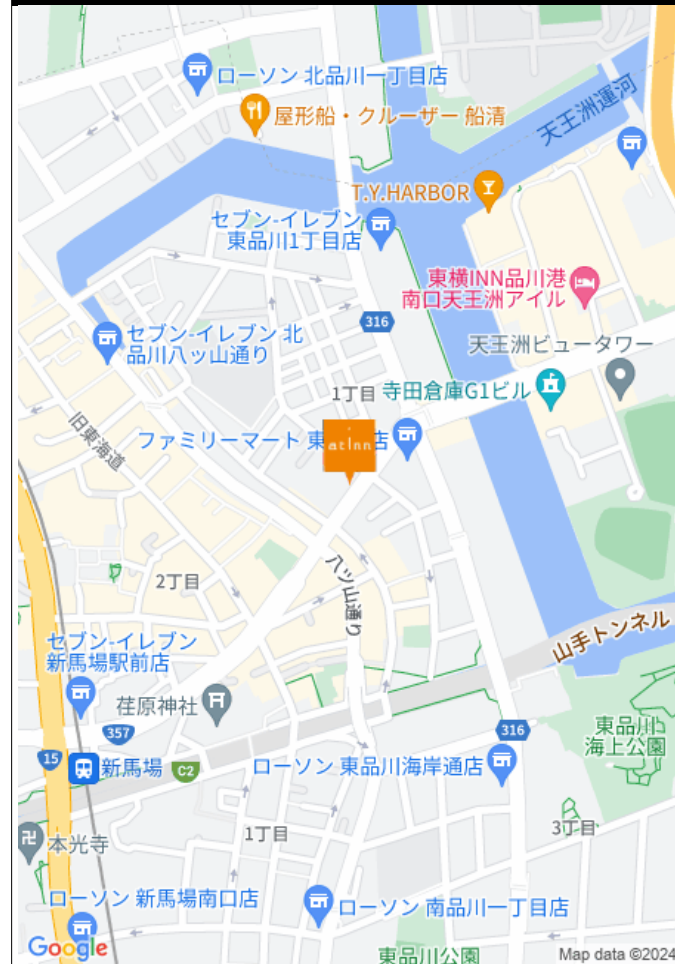 ローソン 北品川一丁目店
屋形船・クルーザー 船清
天王洲運河
T.Y.HARBOR
セブン-イレブン
東品川1丁目店
東横INN品川港
南口天王洲アイル
316
セブン-イレブン 北
品川八ッ山通り
天王洲ビュータワー
1丁目
寺田倉庫G1ビル
旧東海道
ファミリーマート 東
店
at inn
八ツ山通り
2丁目
山手トンネル
セブン-イレブン
新馬場駅前店
荏原神社
357
316
東品川
海上公園
15
新馬場
C2
ローソン 東品川海岸通店
1丁目
3丁目
卍
本光寺
ローソン 新馬場南口店
ローソン 南品川一丁目店
Google
東品川公園
Map data ©2024